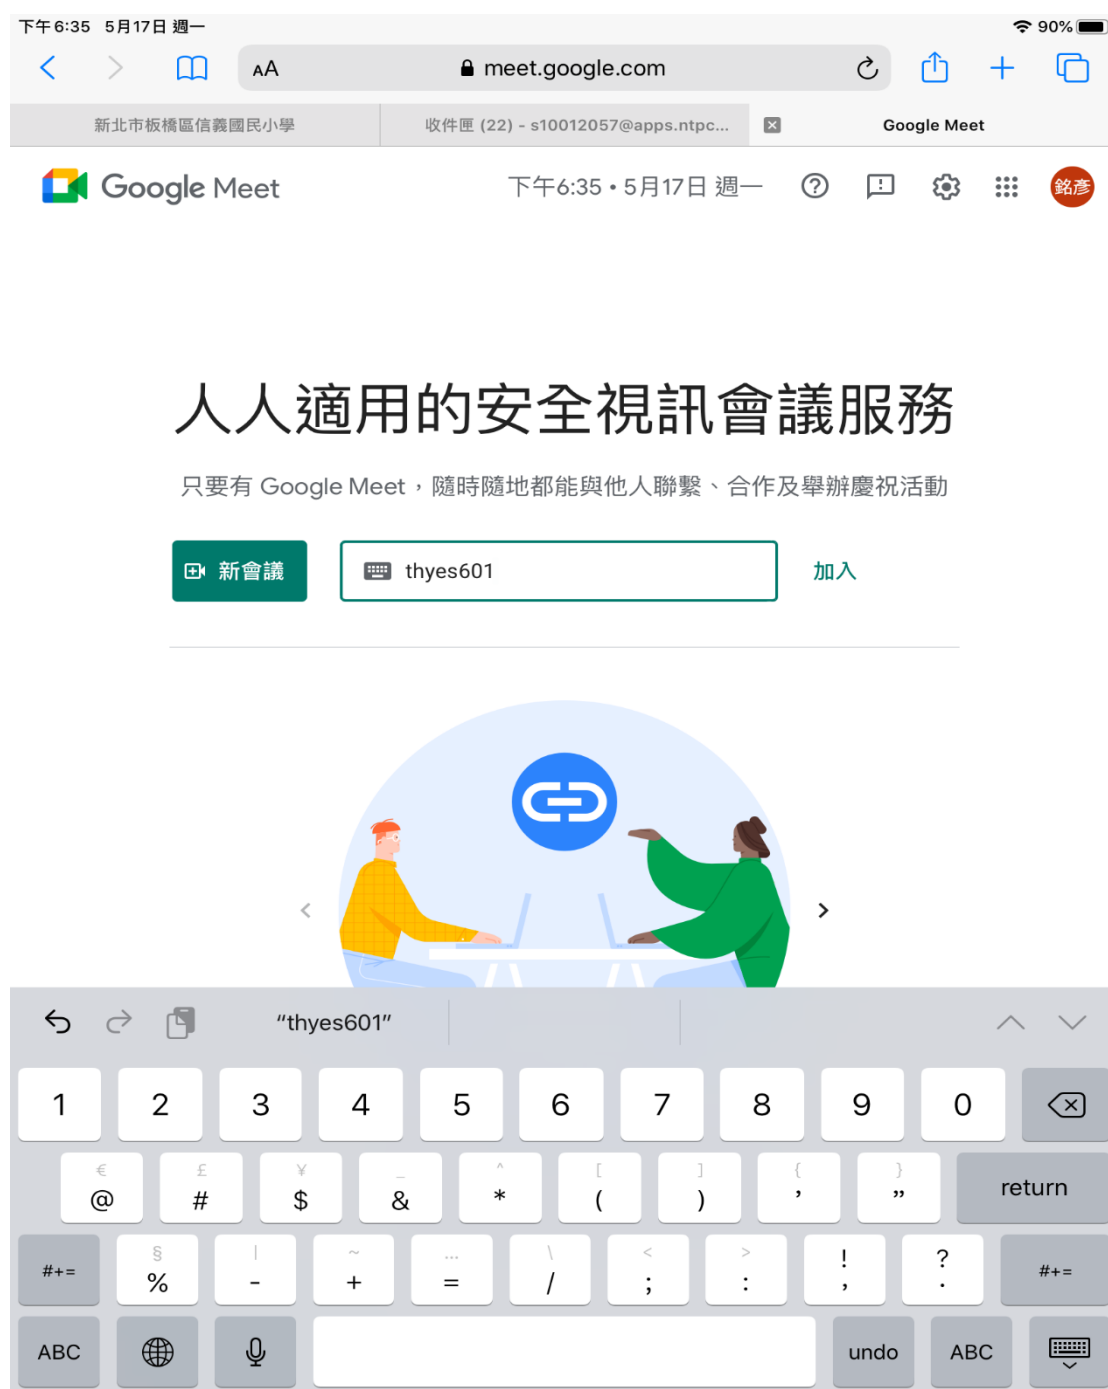 下午6:35 5月17日 週一 90%
AA meet.google.com
新北市板橋區信義國民小學 收件匣 (22) - s10012057@apps.ntpc... Google Meet
Google Meet 下午6:35 • 5月17日 週一 銘彥
人人適用的安全視訊會議服務
只要有 Google Meet，隨時隨地都能與他人聯繫、合作及舉辦慶祝活動
新會議 thyes601 加入
“thyes601”
1 2 3 4 5 6 7 8 9 0
€ £ ¥ _ ^ [ ] { }
@ # $ & * ( ) ’ ” return
§ | ~ … \ < > ! ?
#+= % - + = / ; : , . #+=
ABC undo ABC